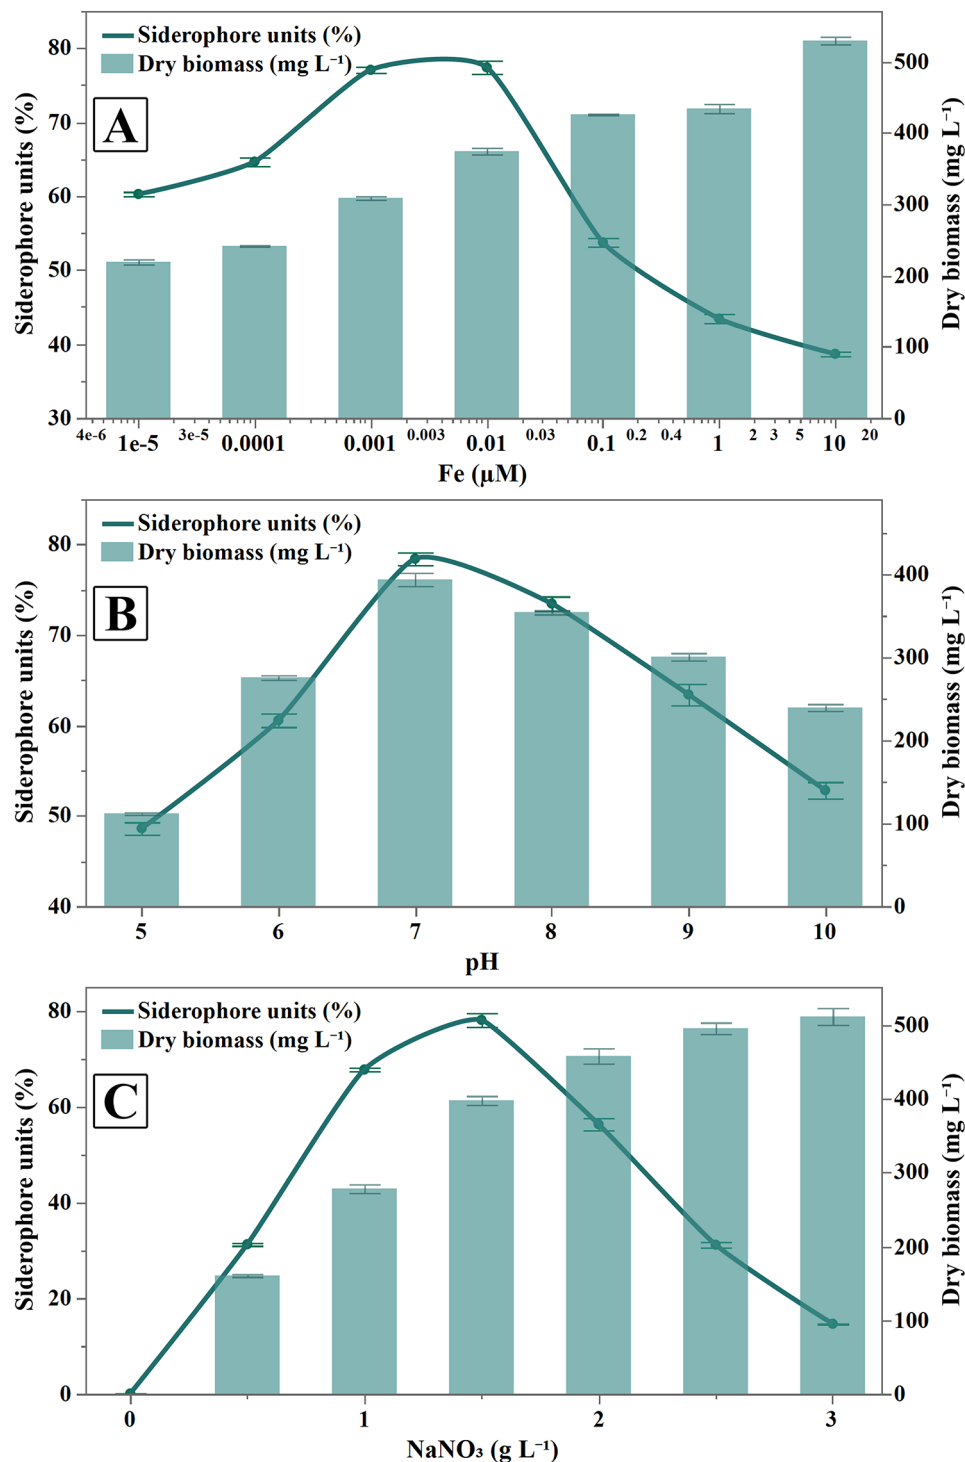 Siderophore units (%)
Dry biomass (mg L⁻¹)
A
Siderophore units (%)
80
70
60
50
40
30
Dry biomass (mg L⁻¹)
500
400
300
200
100
0
4e-6 1e-5 3e-5 0.0001 0.001 0.003 0.01 0.03 0.1 0.2 0.4 1 2 3 5 10 20
Fe (µM)
Siderophore units (%)
Dry biomass (mg L⁻¹)
B
Siderophore units (%)
80
70
60
50
40
Dry biomass (mg L⁻¹)
400
300
200
100
0
5 6 7 8 9 10
pH
Siderophore units (%)
Dry biomass (mg L⁻¹)
C
Siderophore units (%)
80
60
40
20
0
Dry biomass (mg L⁻¹)
500
400
300
200
100
0
0 1 2 3
NaNO₃ (g L⁻¹)